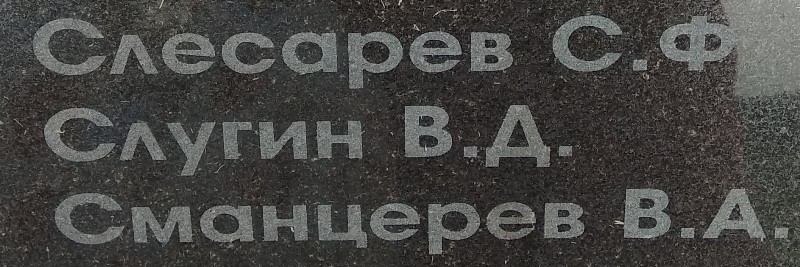 Слесарев С.Ф
Слугин В.Д.
Сманцерев В.А.